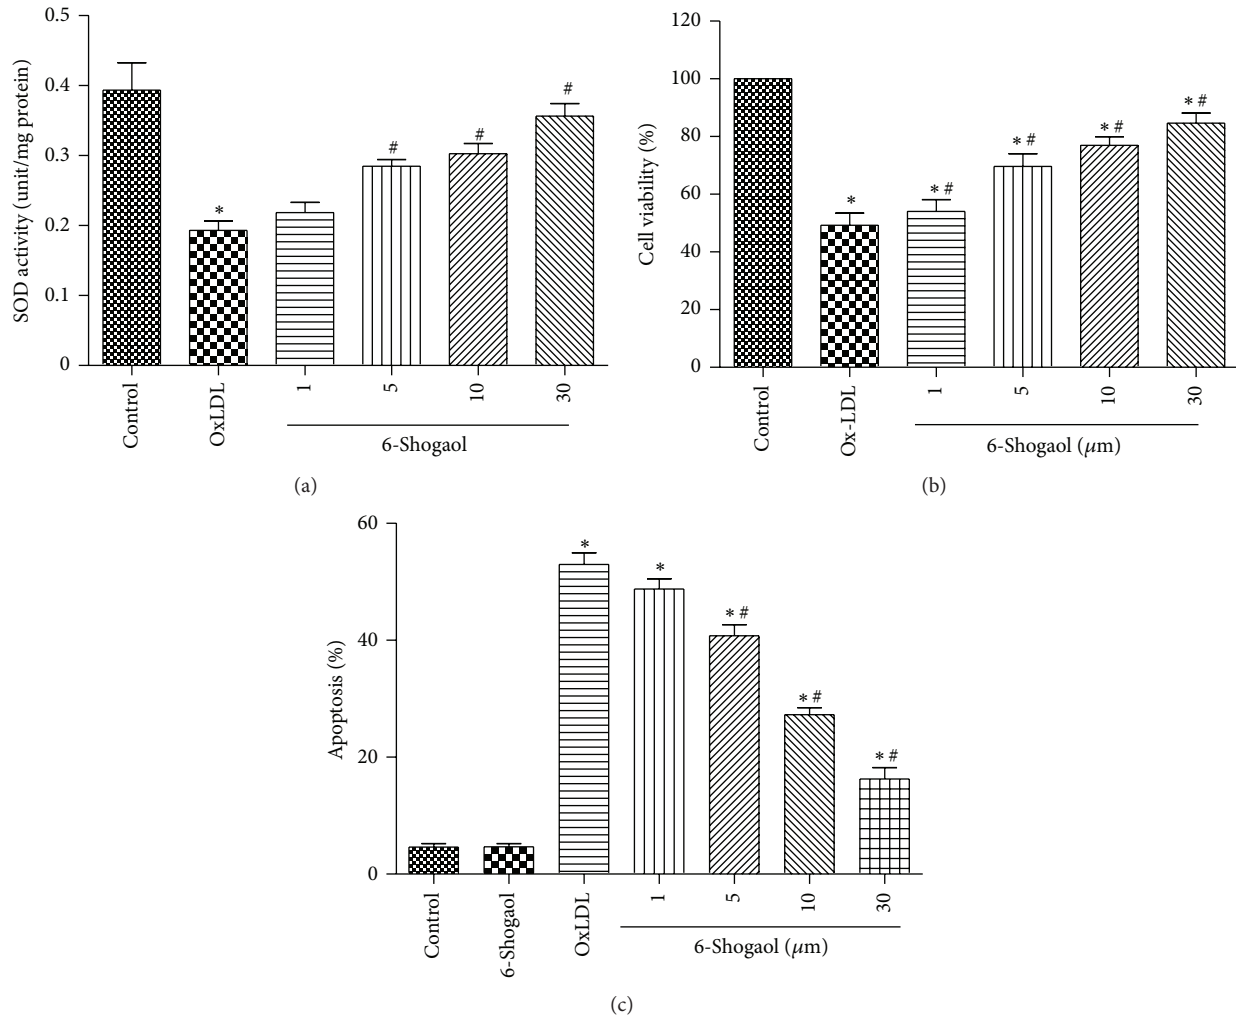 0.5
0.4
0.3
0.2
0.1
0
SOD activity (unit/mg protein)
*
#
#
#
Control
OxLDL
1
5
10
30
6-Shogaol
(a)
120
100
80
60
40
20
0
Cell viability (%)
*
* #
* #
* #
* #
Control
Ox-LDL
1
5
10
30
6-Shogaol (μm)
(b)
60
40
20
0
Apoptosis (%)
*
*
* #
* #
* #
Control
6-Shogaol
OxLDL
1
5
10
30
6-Shogaol (μm)
(c)